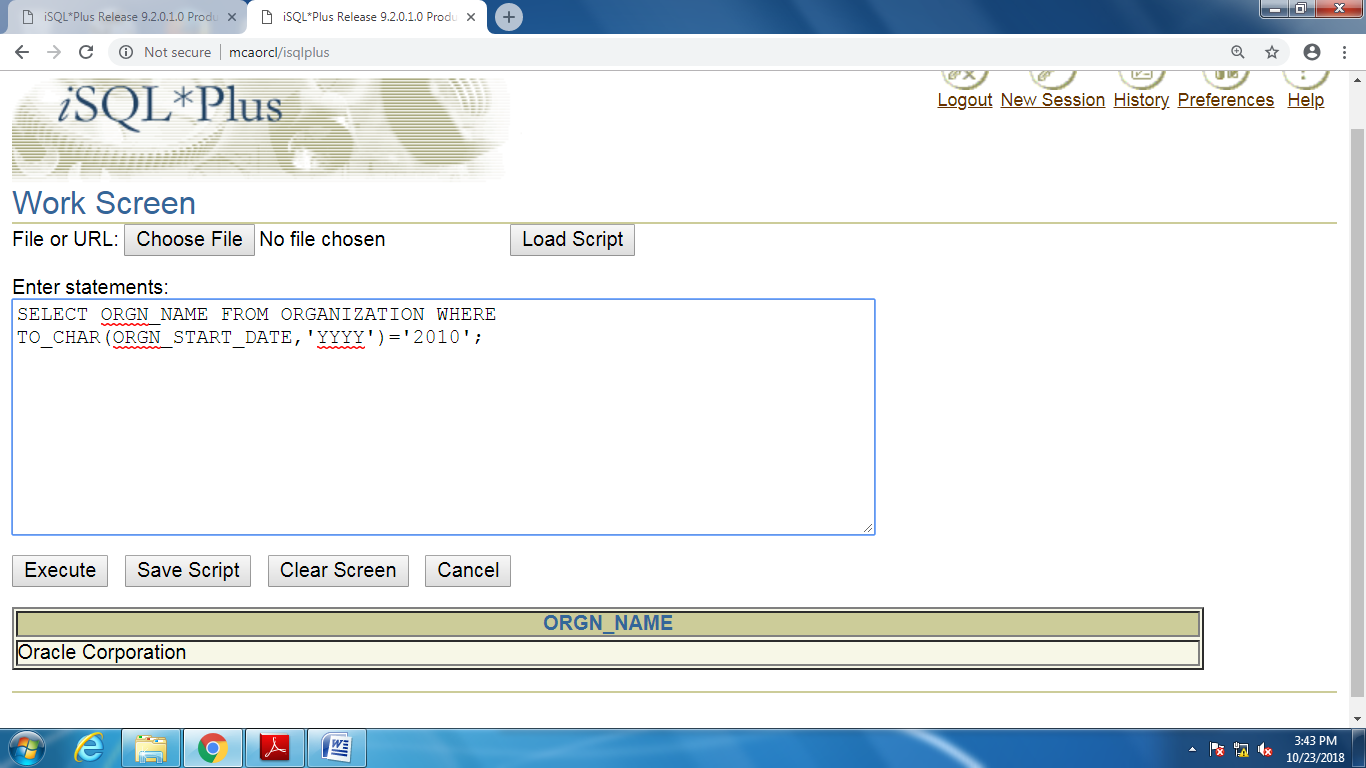 iSQL*Plus Release 9.2.0.1.0 Produ
iSQL*Plus Release 9.2.0.1.0 Produ
Not secure
mcaorcl/isqlplus
iSQL*Plus
Logout New Session History Preferences Help
Work Screen
File or URL: Choose File No file chosen Load Script
Enter statements:
SELECT ORGN_NAME FROM ORGANIZATION WHERE
TO_CHAR(ORGN_START_DATE,'YYYY')='2010';
Execute Save Script Clear Screen Cancel
ORGN_NAME
Oracle Corporation
3:43 PM
10/23/2018